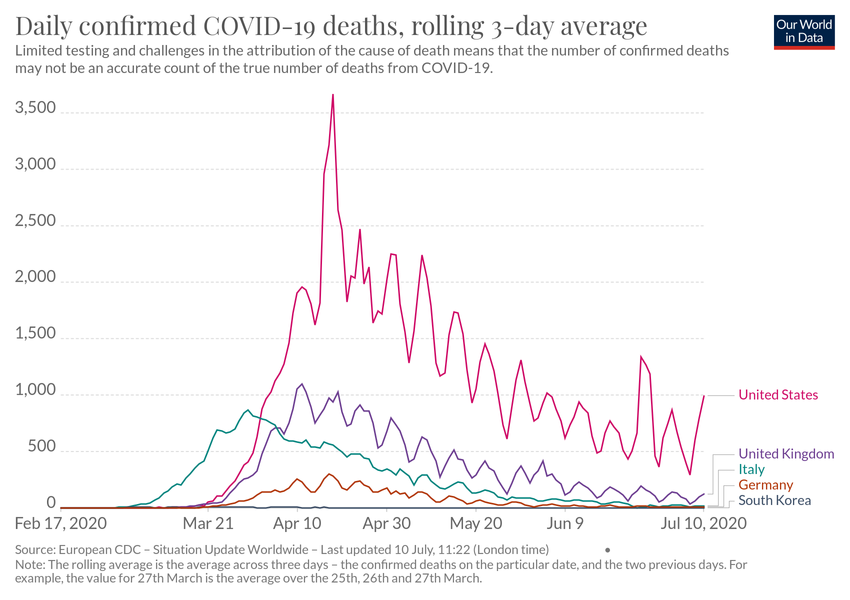 Daily confirmed COVID-19 deaths, rolling 3-day average
Our World
in Data
Limited testing and challenges in the attribution of the cause of death means that the number of confirmed deaths
may not be an accurate count of the true number of deaths from COVID-19.
3,500
3,000
2,500
2,000
1,500
1,000
500
0
United States
United Kingdom
Italy
Germany
South Korea
Feb 17, 2020
Mar 21
Apr 10
Apr 30
May 20
Jun 9
Jul 10, 2020
Source: European CDC – Situation Update Worldwide – Last updated 10 July, 11:22 (London time)
Note: The rolling average is the average across three days – the confirmed deaths on the particular date, and the two previous days. For
example, the value for 27th March is the average over the 25th, 26th and 27th March.